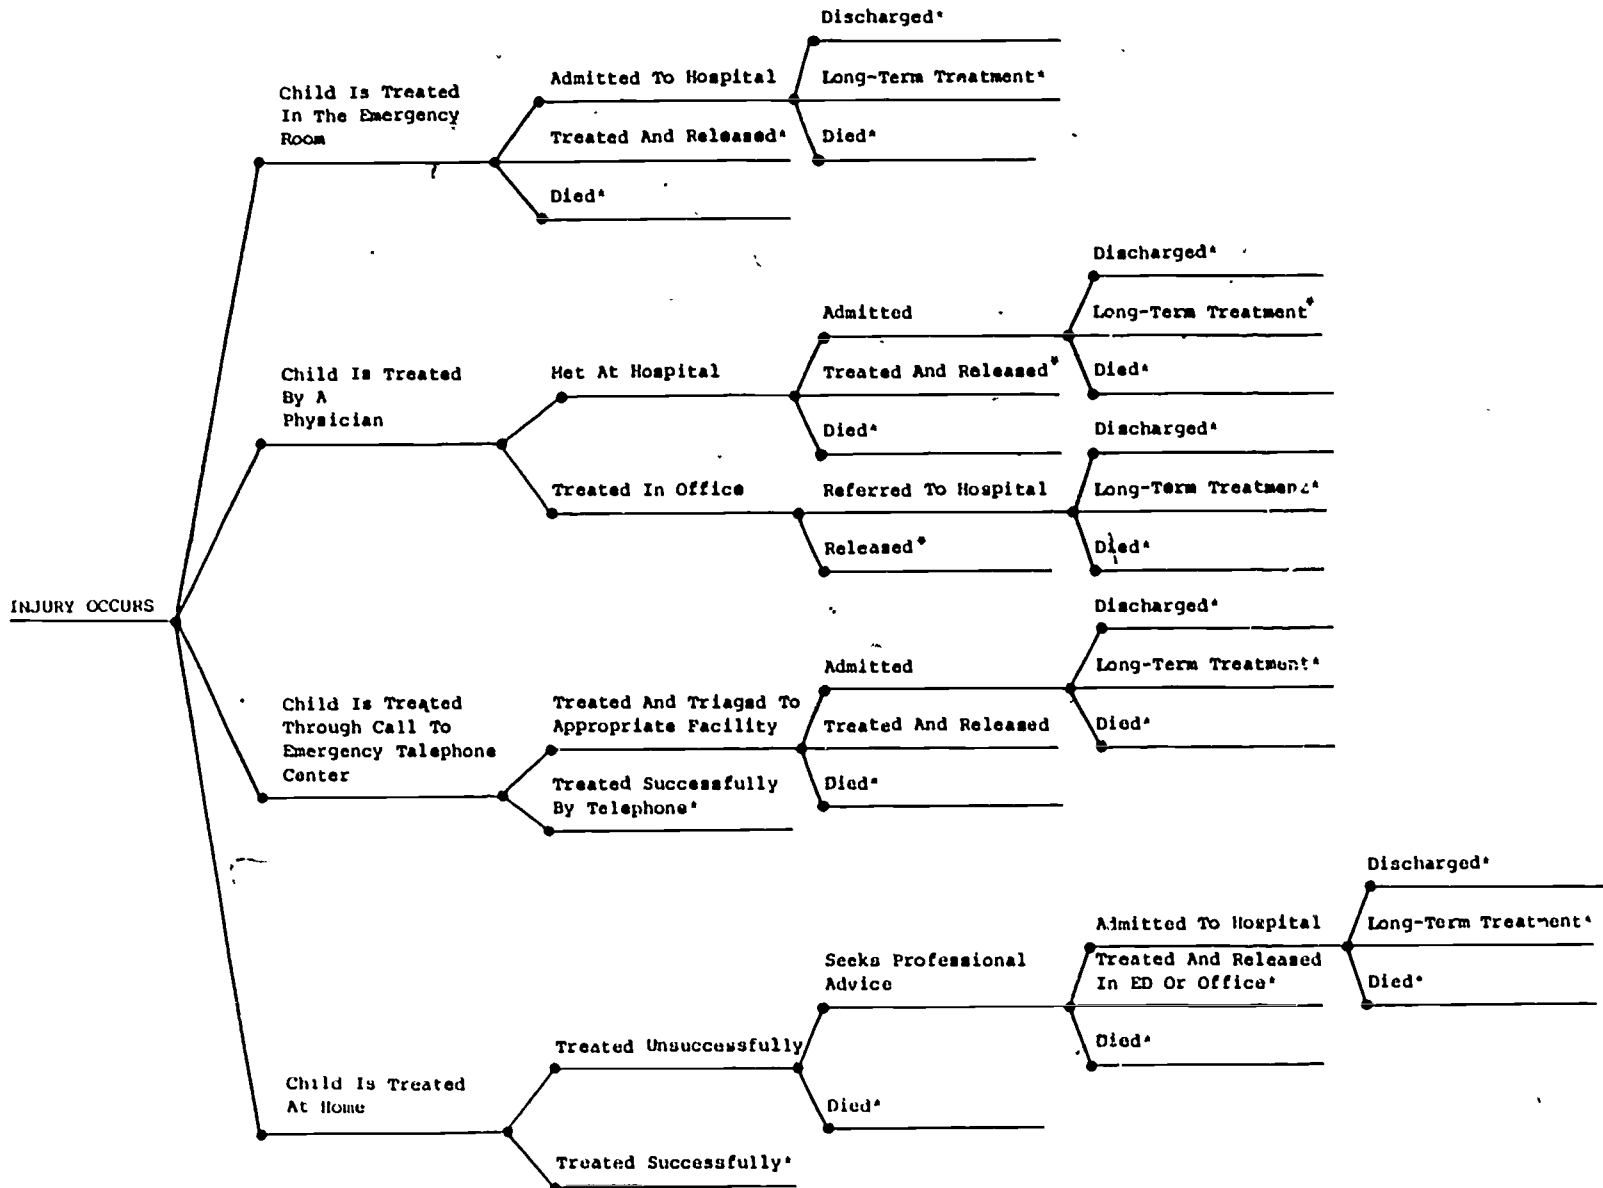 Discharged*
Admitted To Hospital
Long-Term Treatment*
Child Is Treated
In The Emergency
Room
Treated And Released*
Died*
Died*
Discharged*
Admitted
Long-Term Treatment*
Child Is Treated
By A
Physician
Met At Hospital
Treated And Released*
Died*
Died*
Discharged*
Treated In Office
Referred To Hospital
Long-Term Treatment*
Released*
Died*
INJURY OCCURS
Discharged*
Admitted
Long-Term Treatment*
Child Is Treated
Through Call To
Emergency Talephone
Center
Treated And Triaged To
Appropriate Facility
Treated And Released
Died*
Treated Successfully
By Telephone*
Died*
Discharged*
Admitted To Hospital
Long-Term Treatment*
Seeks Professional
Advice
Treated And Released
In ED Or Office*
Died*
Treated Unsuccessfully
Died*
Child Is Treated
At Home
Died*
Treated Successfully*